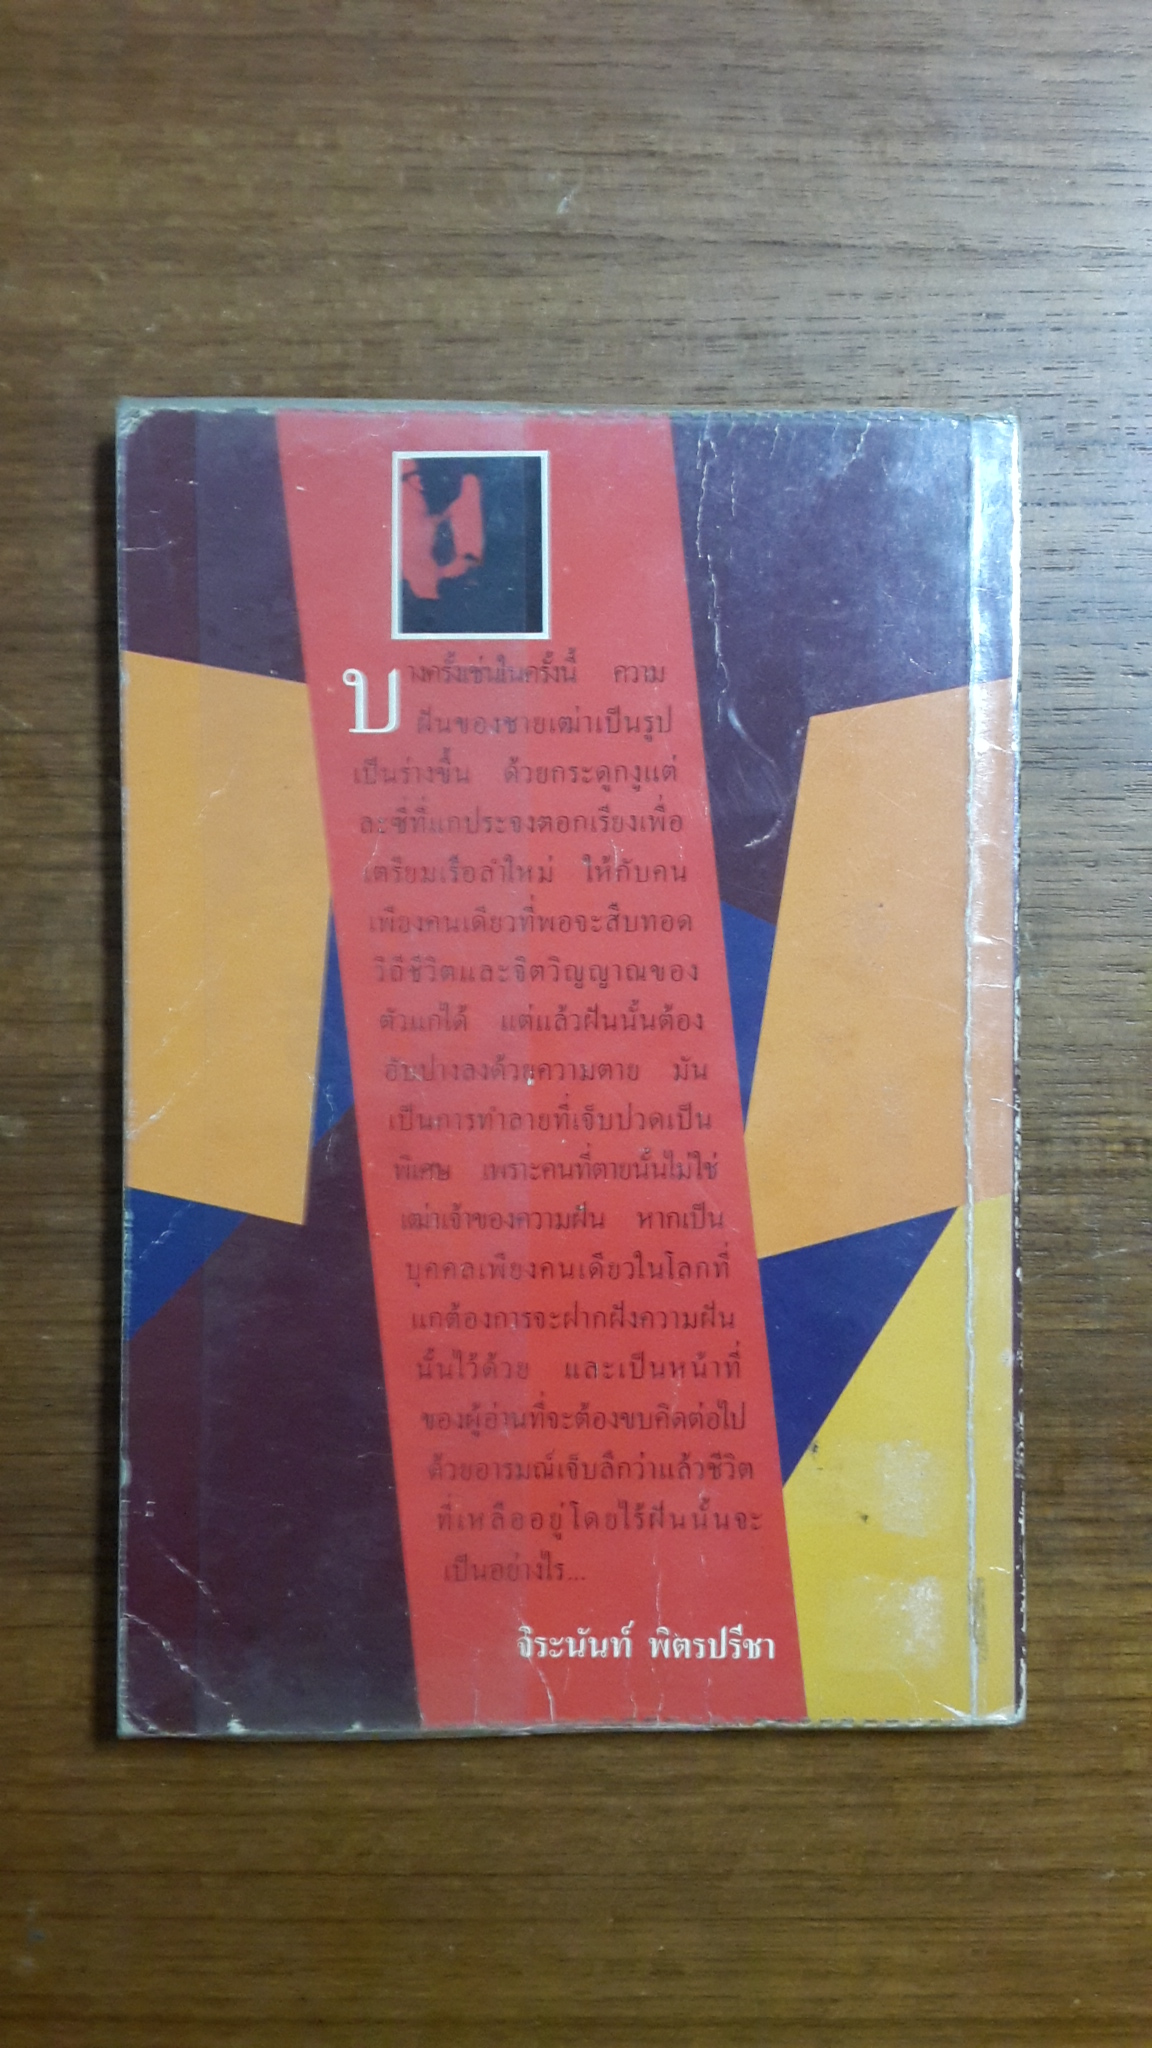 บางครั้งเช่นในครั้งนี้ ความ
ฝันของชายเฒ่าเป็นรูป
เป็นร่างขึ้น ด้วยกระดูกงูแต่
ละซี่ที่แกประจงตอกเรียงเพื่อ
เตรียมเรือลำใหม่ ให้กับคน
เพียงคนเดียวที่พอจะสืบทอด
วิถีชีวิตและจิตวิญญาณของ
ตัวแกได้ แต่แล้วฝันนั้นต้อง
อับปางลงด้วยความตาย มัน
เป็นการทำลายที่เจ็บปวดเป็น
พิเศษ เพราะคนที่ตายนั้นไม่ใช่
เฒ่าเจ้าของความฝัน หากเป็น
บุคคลเพียงคนเดียวในโลกที่
แกต้องการจะฝากฝังความฝัน
นั้นไว้ด้วย และเป็นหน้าที่
ของผู้อ่านที่จะต้องขบคิดต่อไป
ด้วยอารมณ์เจ็บลึกว่าแล้วชีวิต
ที่เหลืออยู่โดยไร้ฝันนั้นจะ
เป็นอย่างไร...
จิระนันท์ พิตรปรีชา